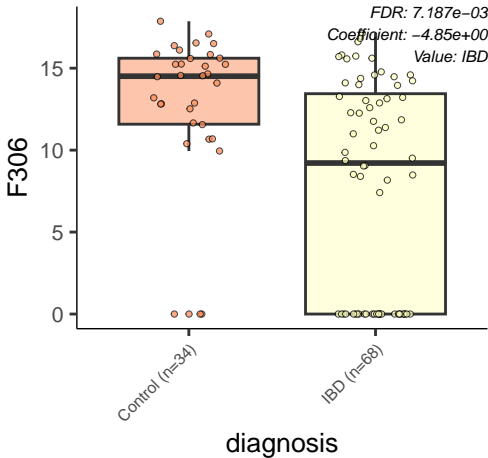 FDR: 7.187e−03
Coefficient: −4.85e+00
Value: IBD
F306
15
10
5
0
Control (n=34)
IBD (n=68)
diagnosis